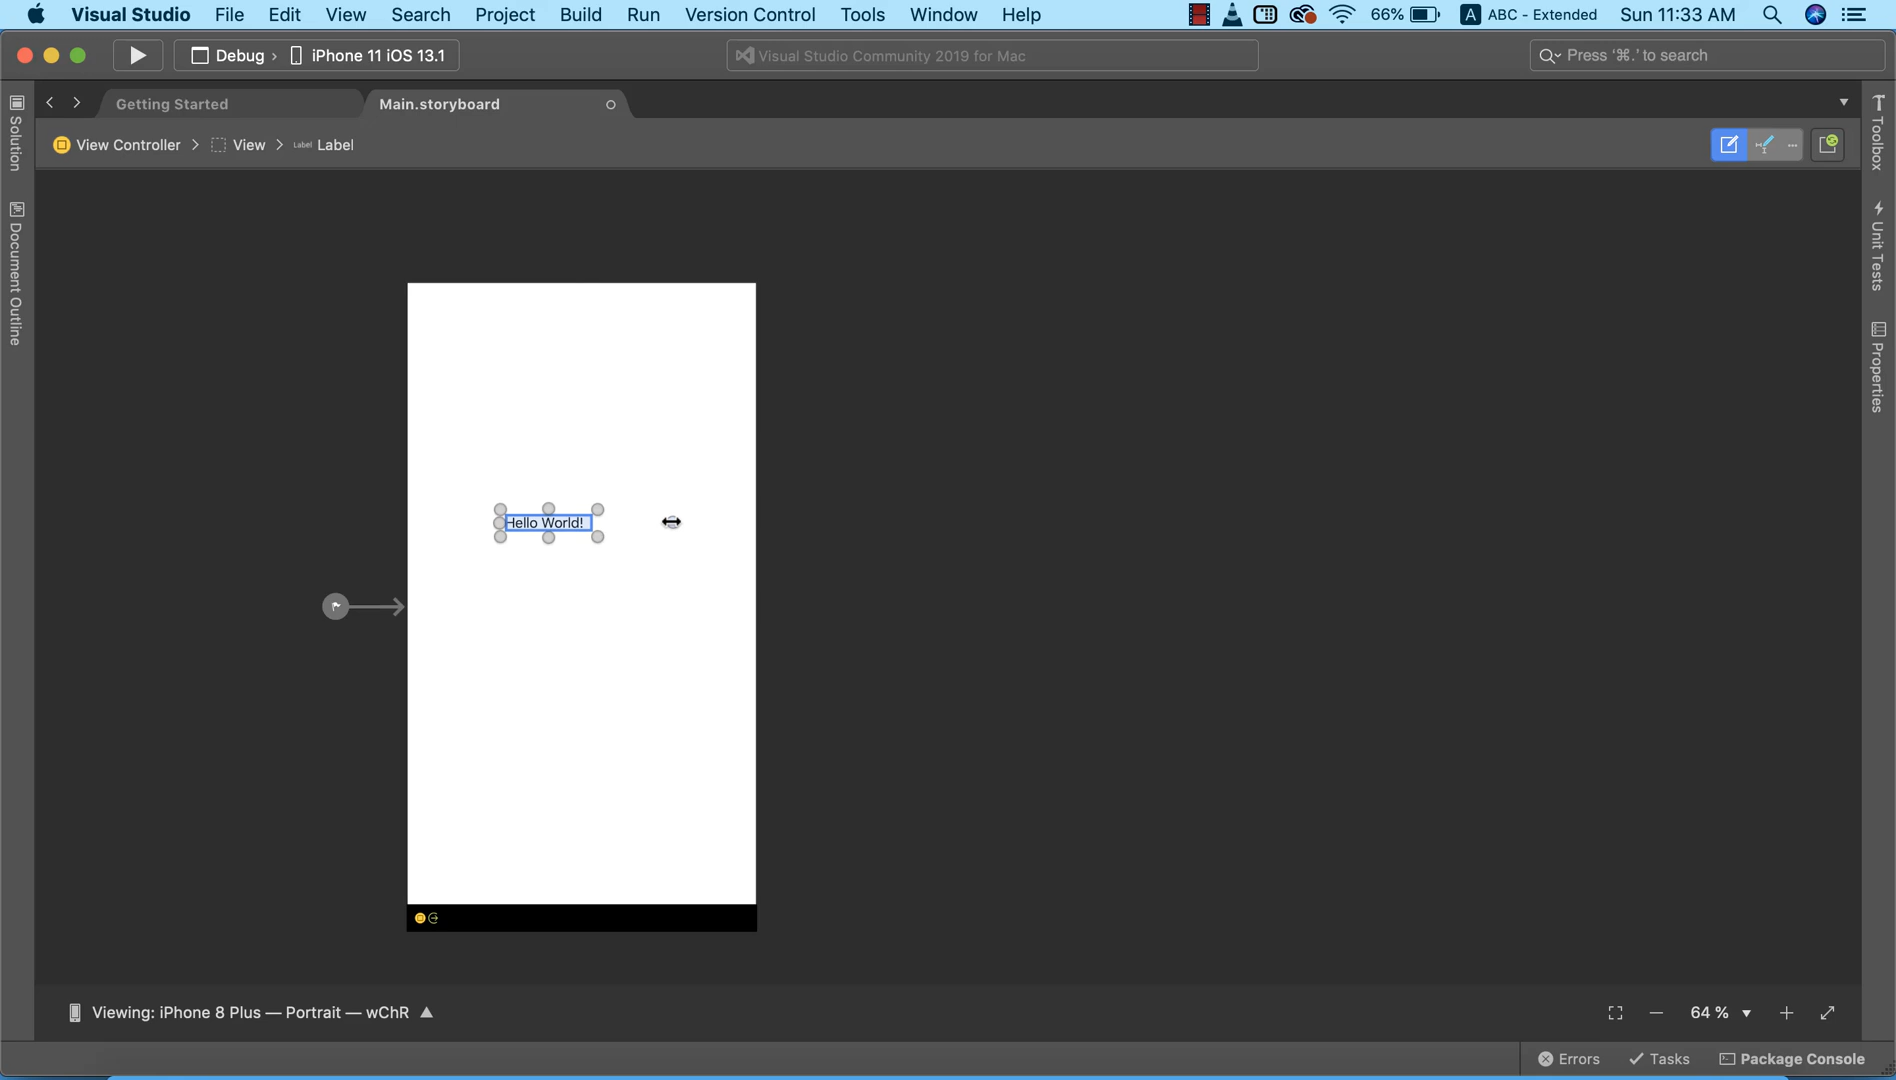 Visual Studio File Edit View Search Project Build Run Version Control Tools Window Help 66% A ABC - Extended Sun 11:33 AM
Debug › iPhone 11 iOS 13.1 Visual Studio Community 2019 for Mac Press ‘⌘.’ to search
Getting Started Main.storyboard
View Controller > View > Label Label
Solution
Document Outline
Toolbox
Unit Tests
Properties
Hello World!
Viewing: iPhone 8 Plus — Portrait — wChR 64 %
Errors Tasks Package Console